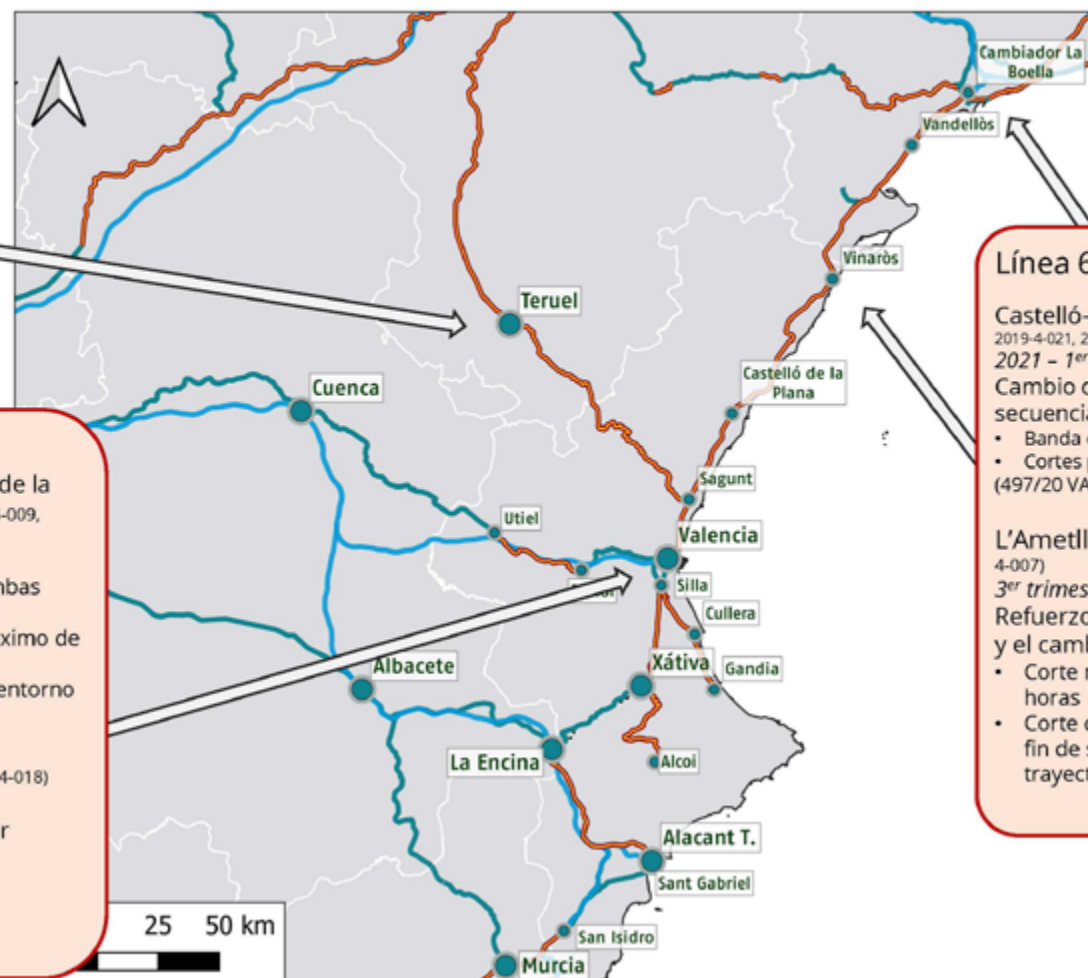 Cambiador La
Boella
Vandellòs
Vinaròs
Teruel
Castelló de la
Plana
Cuenca
Sagunt
Utiel
Valencia
Silla
Cullera
Xátiva
Gandia
Albacete
La Encina
Alcoi
Alacant T.
Sant Gabriel
San Isidro
Murcia
25 50 km
de la
-009,
nbas
ximo de
entorno
4-018)
r
Línea 6
Castelló-
2019-4-021, 2
2021 – 1er
Cambio d
secuencia
• Banda
• Cortes p
(497/20 VA
L'Ametll
4-007)
3er trimes
Refuerzo
y el camb
• Corte n
horas
• Corte
fin de s
trayect